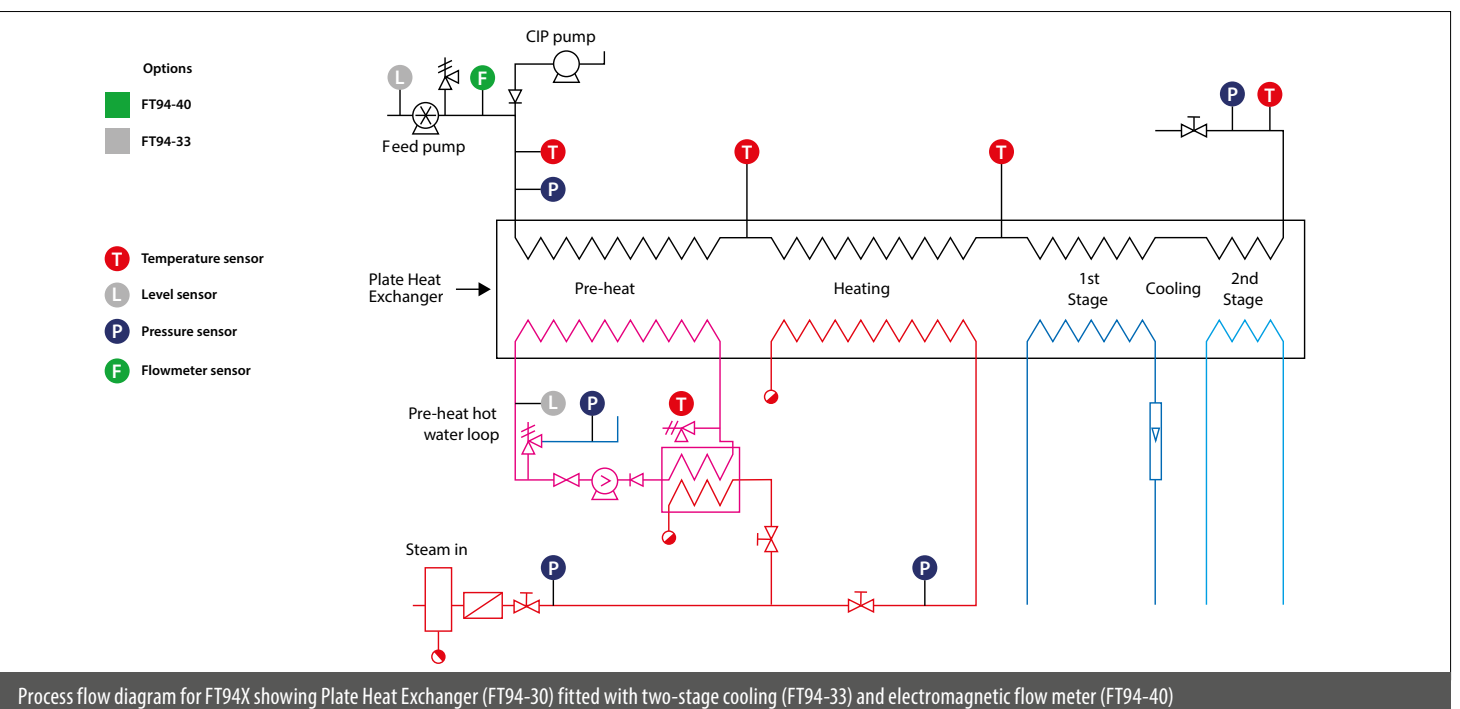 CIP pump
Options
FT94-40
FT94-33
L
F
Feed pump
T
P
T
T
P
T
T
Temperature sensor
L
Level sensor
P
Pressure sensor
F
Flowmeter sensor
Plate Heat
Exchanger
Pre-heat
Heating
1st
Stage
Cooling
2nd
Stage
Pre-heat hot
water loop
L
P
T
Steam in
P
P
Process flow diagram for FT94X showing Plate Heat Exchanger (FT94-30) fitted with two-stage cooling (FT94-33) and electromagnetic flow meter (FT94-40)